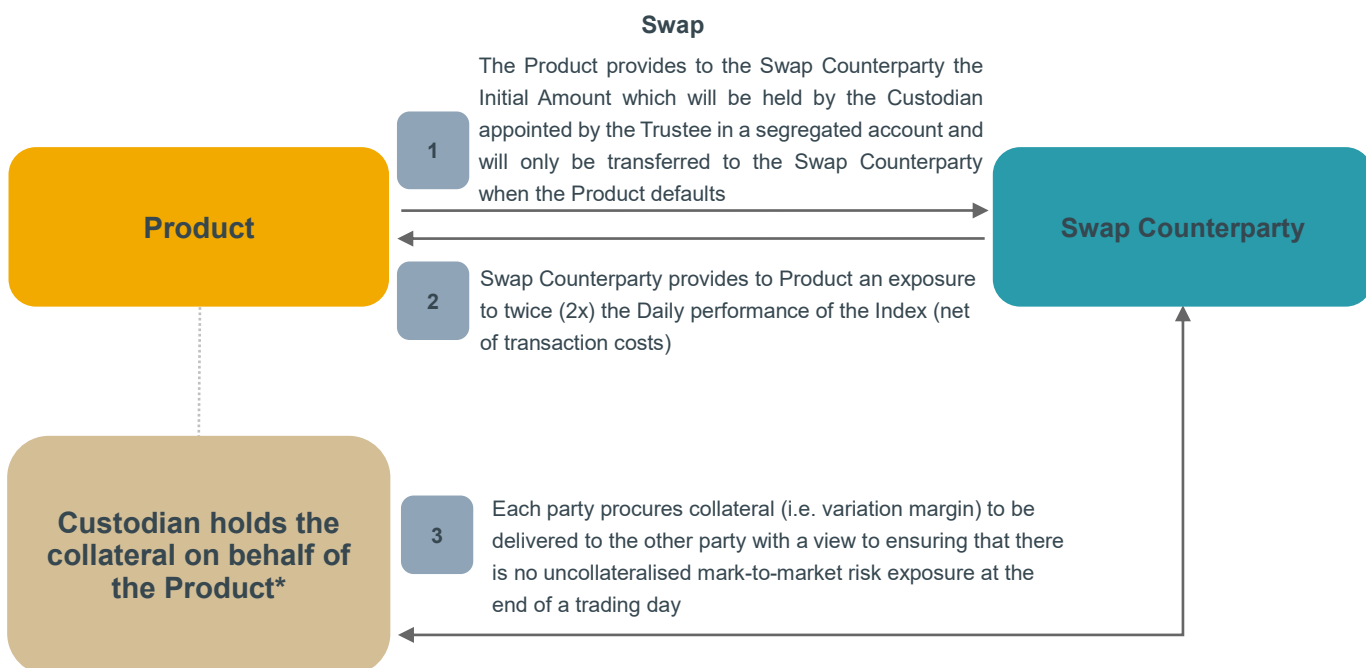 Swap
The Product provides to the Swap Counterparty the
Initial Amount which will be held by the Custodian
appointed by the Trustee in a segregated account and
will only be transferred to the Swap Counterparty
when the Product defaults
1
Product
Swap Counterparty
2
Swap Counterparty provides to Product an exposure
to twice (2x) the Daily performance of the Index (net
of transaction costs)
Custodian holds the
collateral on behalf of
the Product*
3
Each party procures collateral (i.e. variation margin) to be
delivered to the other party with a view to ensuring that there
is no uncollateralised mark-to-market risk exposure at the
end of a trading day